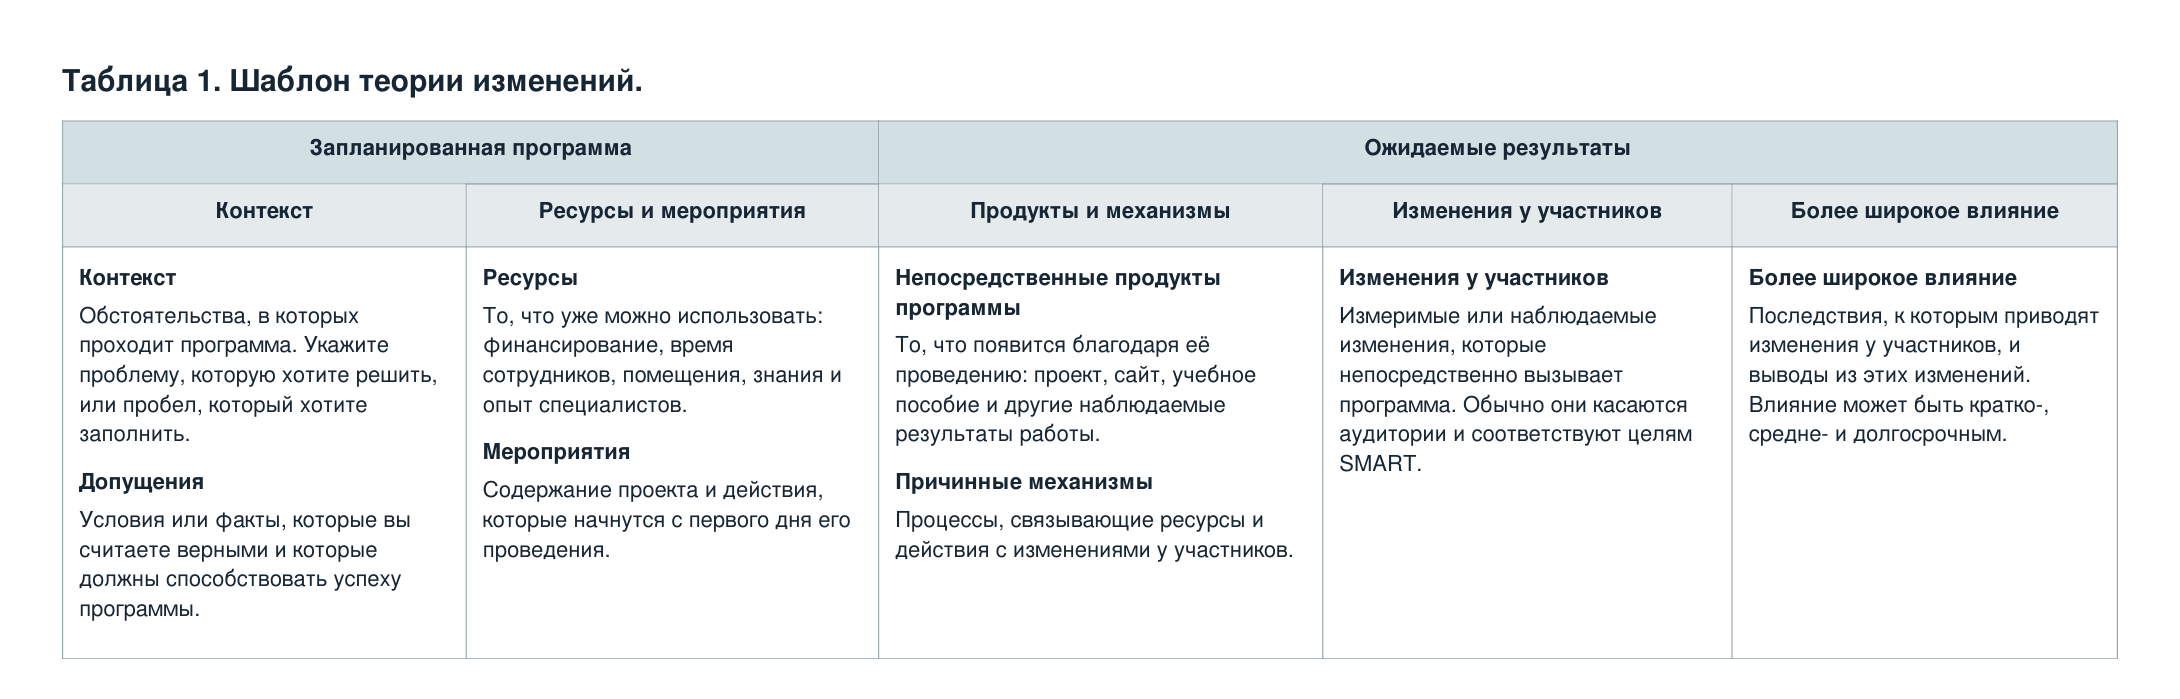 Таблица 1. Шаблон теории изменений.
Запланированная программа
Ожидаемые результаты
Контекст
Ресурсы и мероприятия
Продукты и механизмы
Изменения у участников
Более широкое влияние
Контекст
Обстоятельства, в которых
проходит программа. Укажите
проблему, которую хотите решить,
или пробел, который хотите
заполнить.
Допущения
Условия или факты, которые вы
считаете верными и которые
должны способствовать успеху
программы.
Ресурсы
То, что уже можно использовать:
финансирование, время
сотрудников, помещения, знания и
опыт специалистов.
Мероприятия
Содержание проекта и действия,
которые начнутся с первого дня его
проведения.
Непосредственные продукты
программы
То, что появится благодаря её
проведению: проект, сайт, учебное
пособие и другие наблюдаемые
результаты работы.
Причинные механизмы
Процессы, связывающие ресурсы и
действия с изменениями у участников.
Изменения у участников
Измеримые или наблюдаемые
изменения, которые
непосредственно вызывает
программа. Обычно они касаются
аудитории и соответствуют целям
SMART.
Более широкое влияние
Последствия, к которым приводят
изменения у участников, и
выводы из этих изменений.
Влияние может быть кратко-,
средне- и долгосрочным.